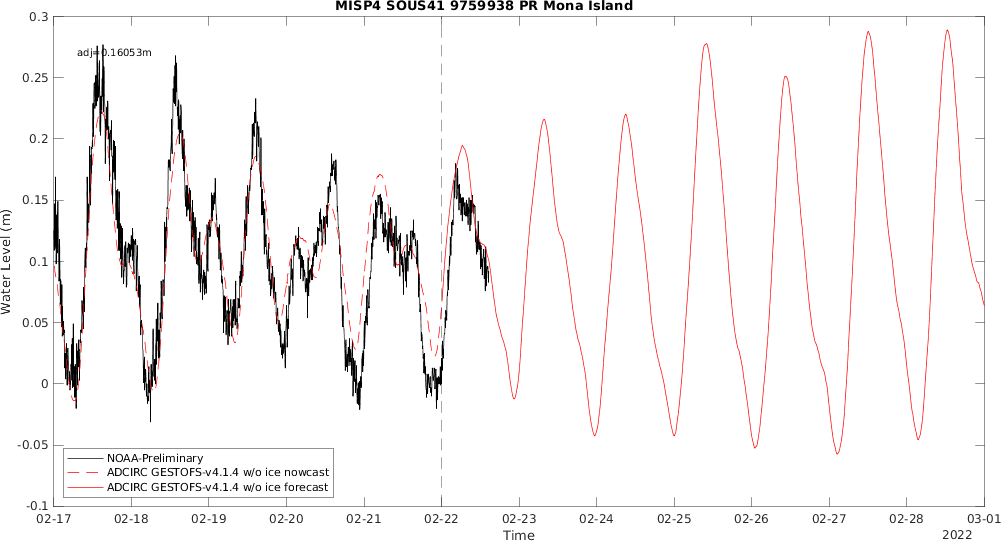 MISP4 SOUS41 9759938 PR Mona Island
adj=0.16053m
0.3
0.25
0.2
0.15
0.1
0.05
0
-0.05
-0.1
Water Level (m)
NOAA-Preliminary
ADCIRC GESTOFS-v4.1.4 w/o ice nowcast
ADCIRC GESTOFS-v4.1.4 w/o ice forecast
02-17 02-18 02-19 02-20 02-21 02-22 02-23 02-24 02-25 02-26 02-27 02-28 03-01
Time
2022